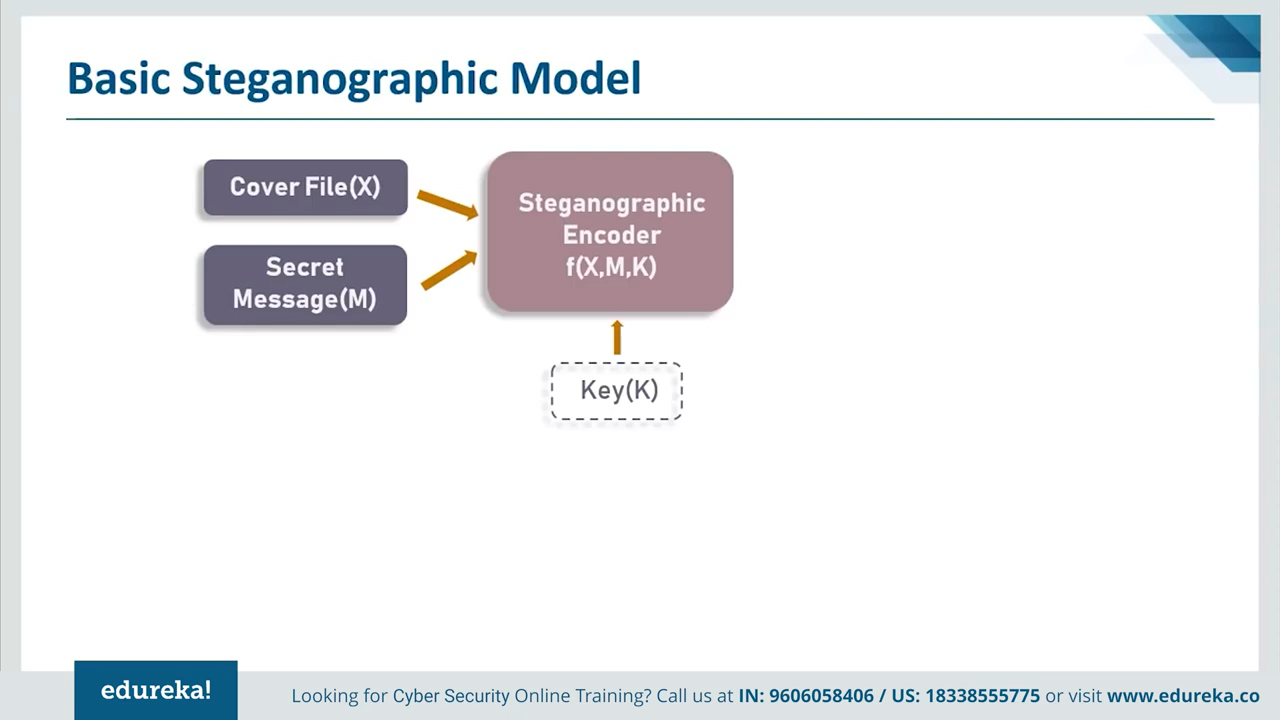 Basic Steganographic Model
Cover File(X)
Secret
Message(M)
Steganographic
Encoder
f(X,M,K)
Key(K)
edureka!
Looking for Cyber Security Online Training? Call us at IN: 9606058406 / US: 18338555775 or visit www.edureka.co